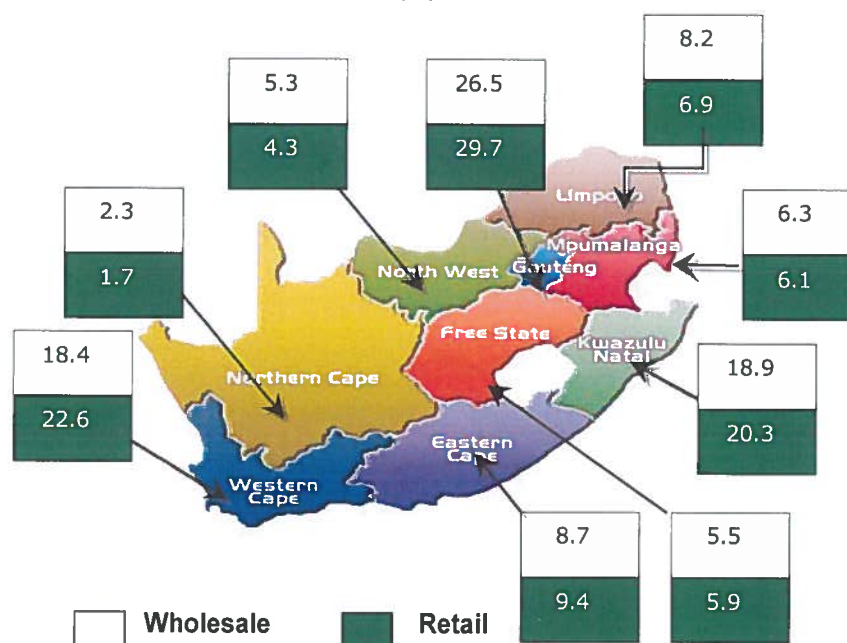 8.2
6.9
5.3
4.3
26.5
29.7
2.3
1.7
6.3
6.1
18.4
22.6
18.9
20.3
8.7
9.4
5.5
5.9
Limpopo
Mpumalanga
Gauteng
North West
Free State
Kwazulu
Natal
Northern Cape
Eastern
Cape
Western
Cape
Wholesale
Retail